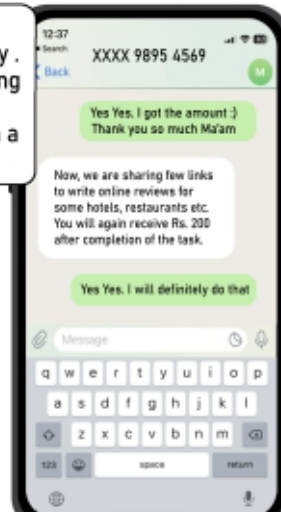 y .
ng
a
12:37
Search
XXXX 9895 4569
Back
M
Yes Yes. I got the amount :)
Thank you so much Ma'am
Now, we are sharing few links
to write online reviews for
some hotels, restaurants etc.
You will again receive Rs. 200
after completion of the task.
Yes Yes. I will definitely do that
Message
q w e r t y u i o p
a s d f g h j k l
z x c v b n m
123 space return